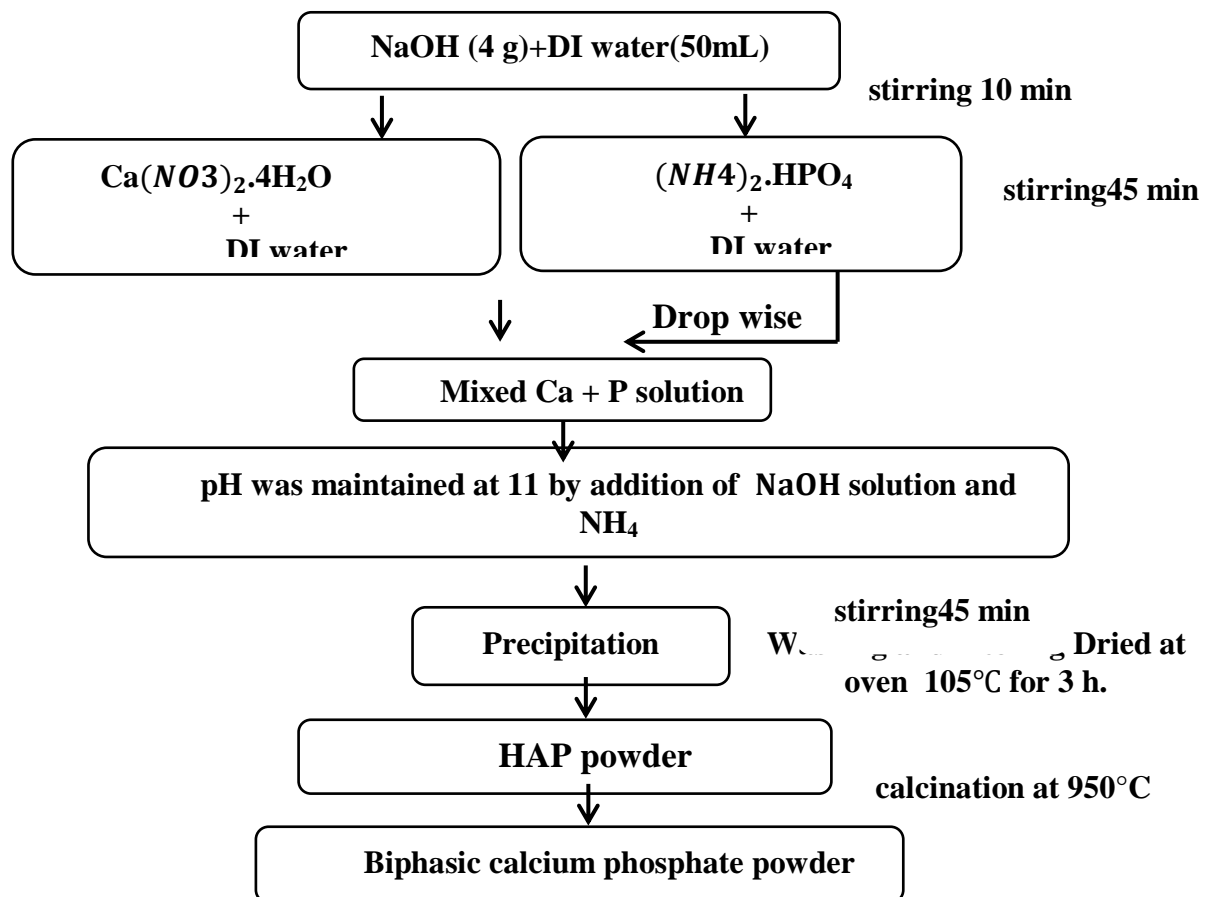 NaOH (4 g)+DI water(50mL)
stirring 10 min
Ca(NO3)₂.4H₂O
+
DI water
(NH4)₂.HPO₄
+
DI water
stirring45 min
Drop wise
Mixed Ca + P solution
pH was maintained at 11 by addition of NaOH solution and
NH₄
Precipitation
stirring45 min
Dried at
oven 105°C for 3 h.
HAP powder
calcination at 950°C
Biphasic calcium phosphate powder